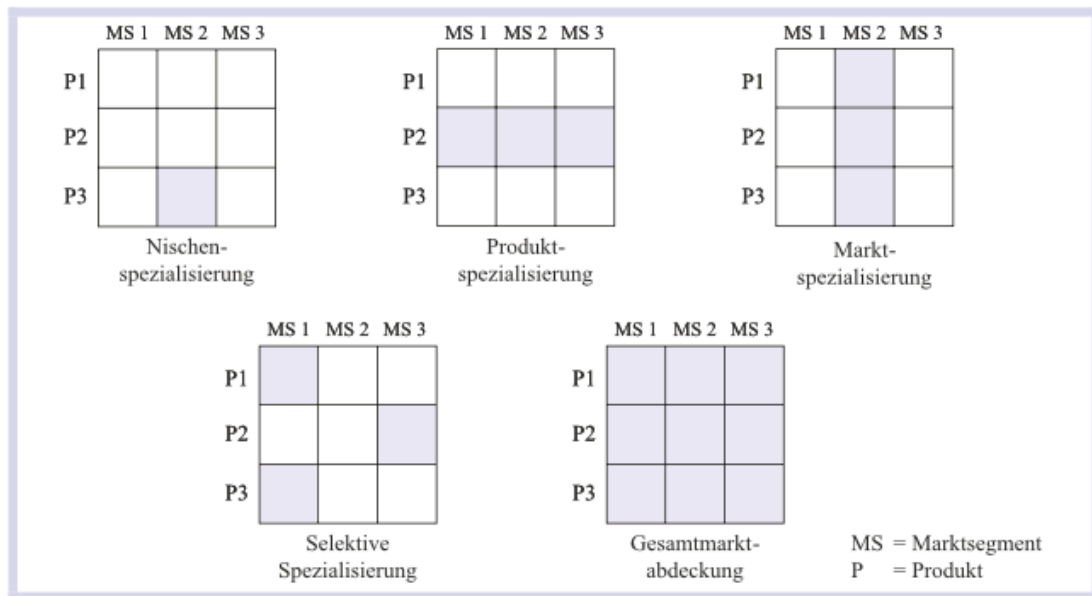 MS 1 MS 2 MS 3
P1
P2
P3
Nischen-
spezialisierung
MS 1 MS 2 MS 3
P1
P2
P3
Produkt-
spezialisierung
MS 1 MS 2 MS 3
P1
P2
P3
Markt-
spezialisierung
MS 1 MS 2 MS 3
P1
P2
P3
Selektive
Spezialisierung
MS 1 MS 2 MS 3
P1
P2
P3
Gesamtmarkt-
abdeckung
MS = Marktsegment
P = Produkt